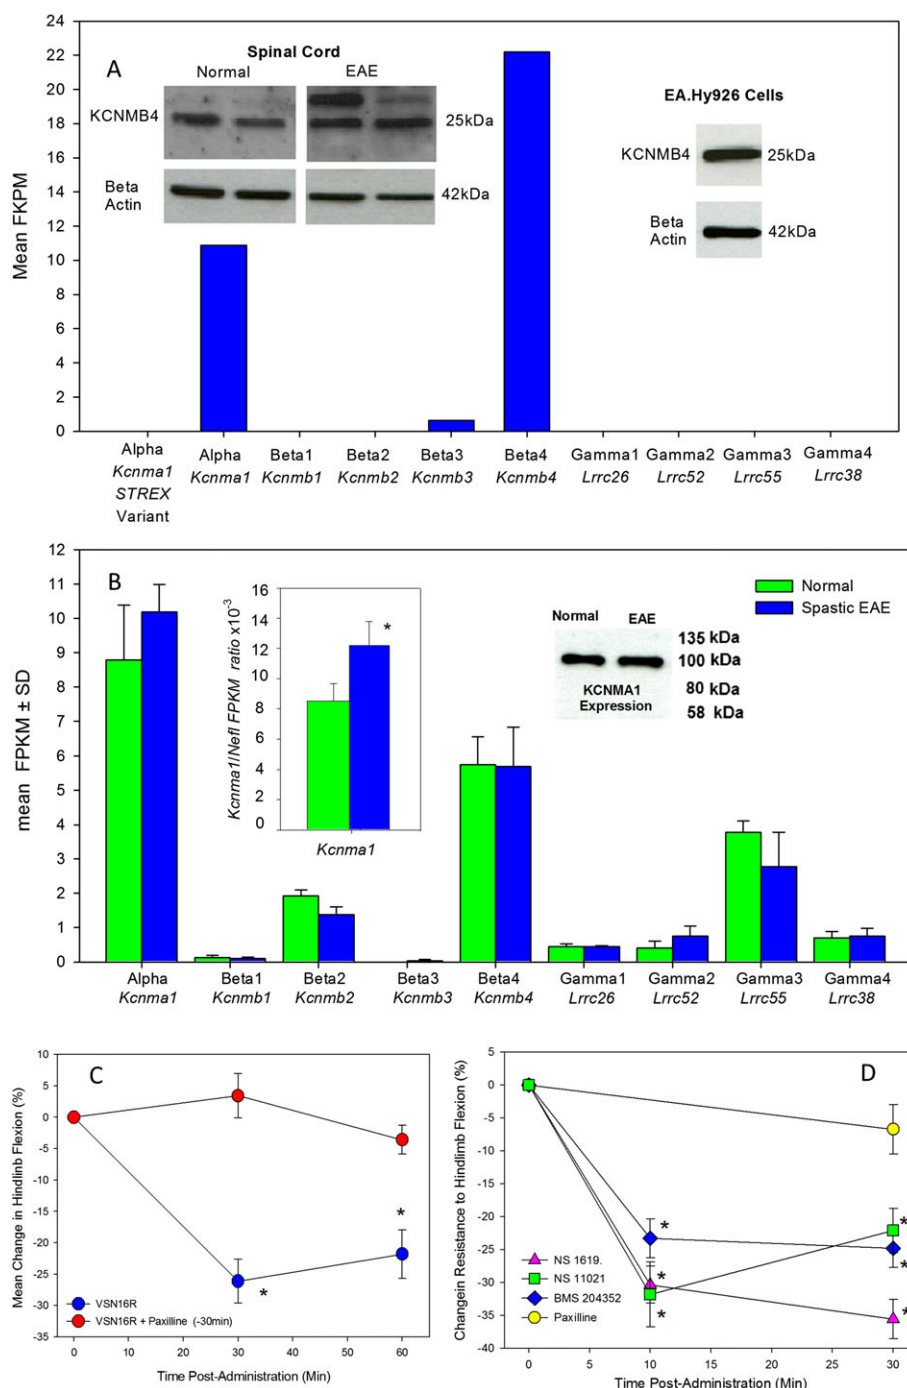 24
22
20
18
16
14
12
10
8
6
4
2
0
Mean FKPM
A
Spinal Cord
Normal EAE
KCNMB4
25kDa
Beta
Actin
42kDa
EA.Hy926 Cells
KCNMB4
25kDa
Beta
Actin
42kDa
Alpha
Kcnma1
STREX
Variant
Alpha
Kcnma1
Beta1
Kcnmb1
Beta2
Kcnmb2
Beta3
Kcnmb3
Beta4
Kcnmb4
Gamma1
Lrrc26
Gamma2
Lrrc52
Gamma3
Lrrc55
Gamma4
Lrrc38
12
11
10
9
8
7
6
5
4
3
2
1
0
mean FPKM ± SD
B
16
14
12
10
8
6
4
2
0
Kcnma1/Nefl FPKM ratio x10-3
*
Kcnma1
Normal
Spastic EAE
Normal EAE
135 kDa
100 kDa
80 kDa
58 kDa
KCNMA1
Expression
Alpha
Kcnma1
Beta1
Kcnmb1
Beta2
Kcnmb2
Beta3
Kcnmb3
Beta4
Kcnmb4
Gamma1
Lrrc26
Gamma2
Lrrc52
Gamma3
Lrrc55
Gamma4
Lrrc38
10
5
0
-5
-10
-15
-20
-25
-30
-35
Mean Change in Hindlinb Flexion (%)
C
*
*
VSN16R
VSN16R + Paxilline (-30min)
0 30 60
Time Post-Administration (Min)
5
0
-5
-10
-15
-20
-25
-30
-35
-40
Changein Resistance to Hindlimb Flexion (%)
D
*
*
*
*
*
*
NS 1619.
NS 11021
BMS 204352
Paxilline
0 5 10 15 20 25 30
Time Post-Administration (Min)